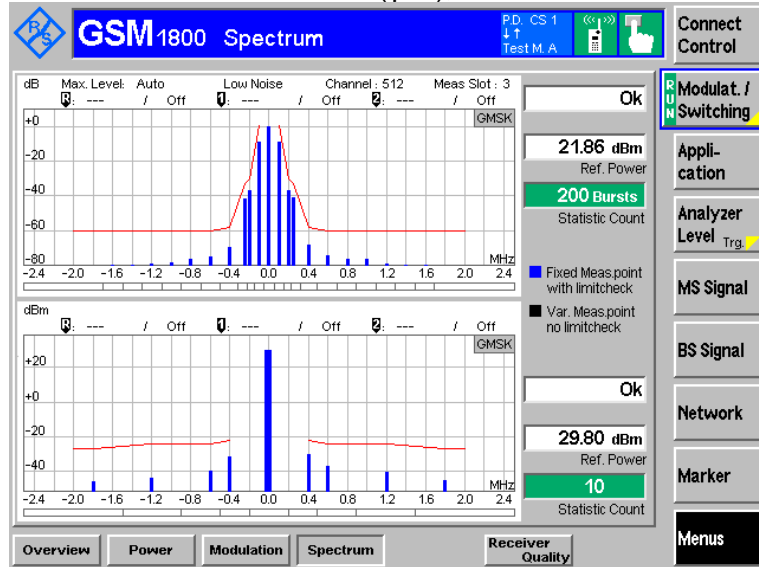 R/S GSM 1800 Spectrum
P.D. CS 1
↓↑
Test M. A
Connect
Control
dB Max. Level: Auto Low Noise Channel : 512 Meas Slot : 3
R: --- / Off 1: --- / Off 2: --- / Off
GMSK
+0
-20
-40
-60
-80
MHz
-2.4 -2.0 -1.6 -1.2 -0.8 -0.4 0.0 0.4 0.8 1.2 1.6 2.0 2.4
Ok
21.86 dBm
Ref. Power
200 Bursts
Statistic Count
Fixed Meas.point
with limitcheck
Var. Meas.point
no limitcheck
dBm
R: --- / Off 1: --- / Off 2: --- / Off
GMSK
+20
+0
-20
-40
MHz
-2.4 -2.0 -1.6 -1.2 -0.8 -0.4 0.0 0.4 0.8 1.2 1.6 2.0 2.4
Ok
29.80 dBm
Ref. Power
10
Statistic Count
RUN
Modulat. /
Switching
Appli-
cation
Analyzer
Level Trg.
MS Signal
BS Signal
Network
Marker
Menus
Overview Power Modulation Spectrum Receiver
Quality